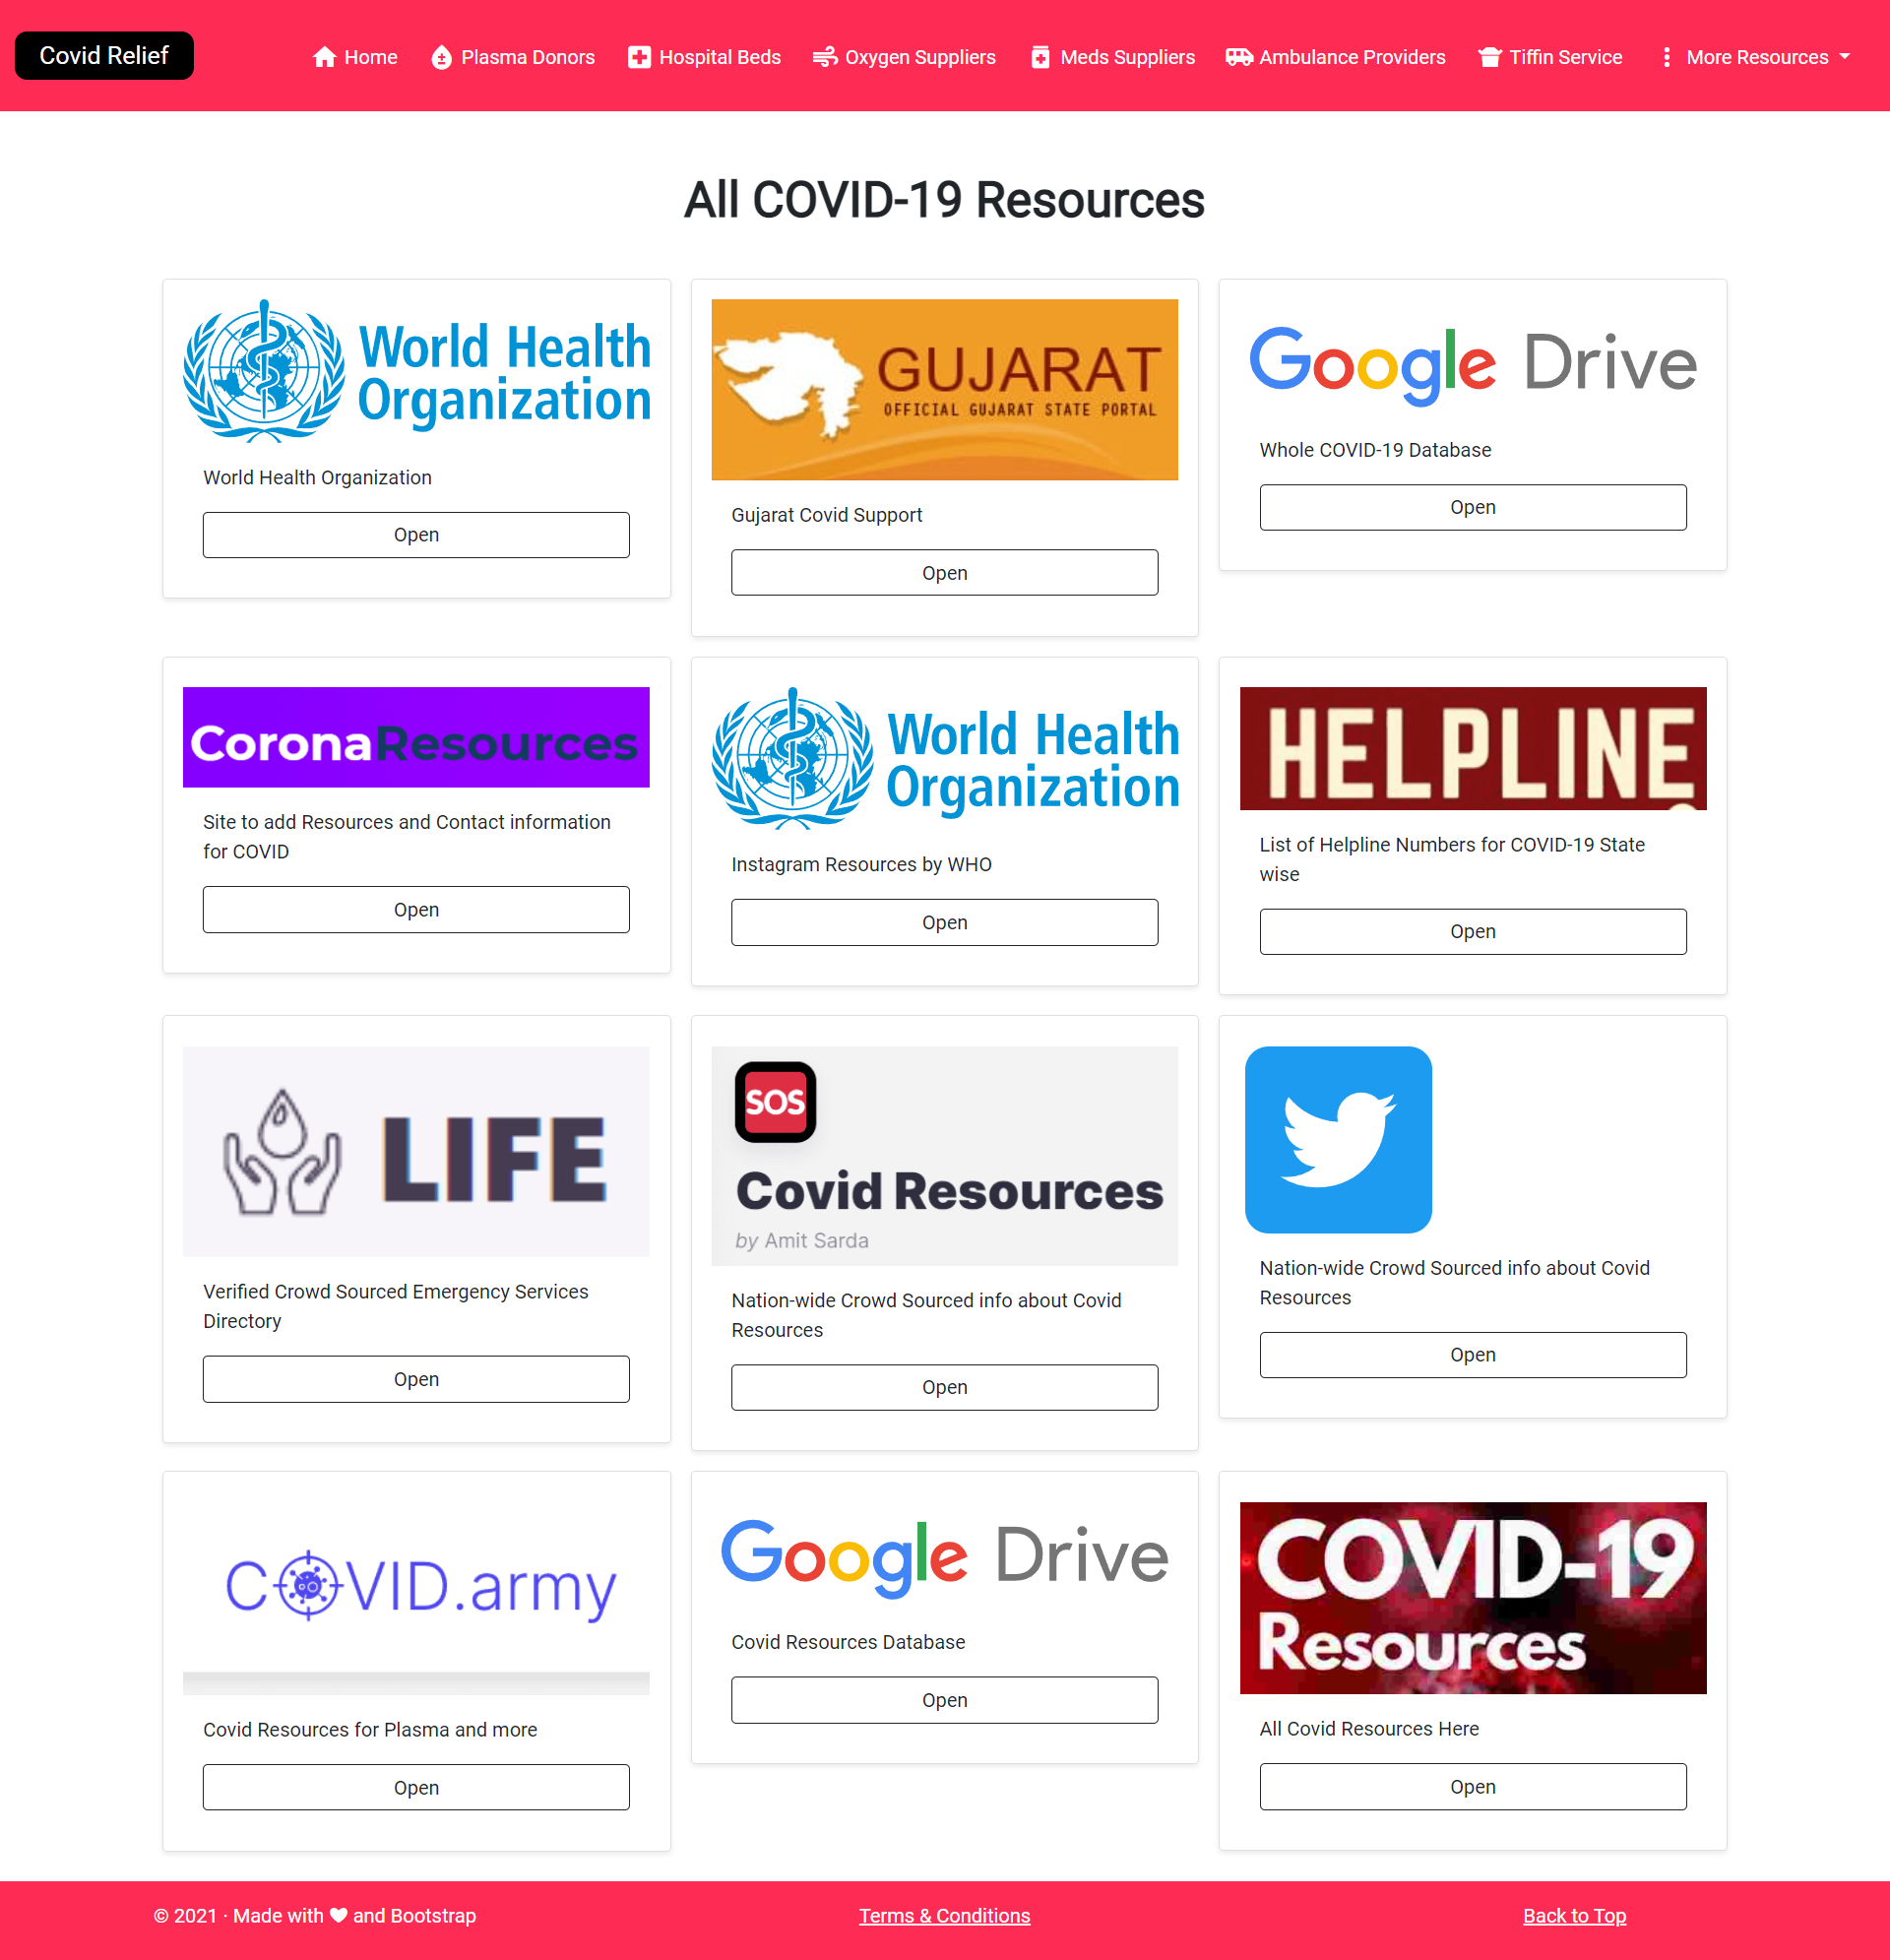 Covid Relief
Home
Plasma Donors
Hospital Beds
Oxygen Suppliers
Meds Suppliers
Ambulance Providers
Tiffin Service
More Resources
All COVID-19 Resources
World Health
Organization
World Health Organization
Open
GUJARAT
OFFICIAL GUJARAT STATE PORTAL
Gujarat Covid Support
Open
Google Drive
Whole COVID-19 Database
Open
CoronaResources
Site to add Resources and Contact information
for COVID
Open
World Health
Organization
Instagram Resources by WHO
Open
HELPLINE
List of Helpline Numbers for COVID-19 State
wise
Open
LIFE
Verified Crowd Sourced Emergency Services
Directory
Open
SOS
Covid Resources
by Amit Sarda
Nation-wide Crowd Sourced info about Covid
Resources
Open
Nation-wide Crowd Sourced info about Covid
Resources
Open
COVID.army
Covid Resources for Plasma and more
Open
Google Drive
Covid Resources Database
Open
COVID-19
Resources
All Covid Resources Here
Open
© 2021 · Made with ♥ and Bootstrap
Terms & Conditions
Back to Top